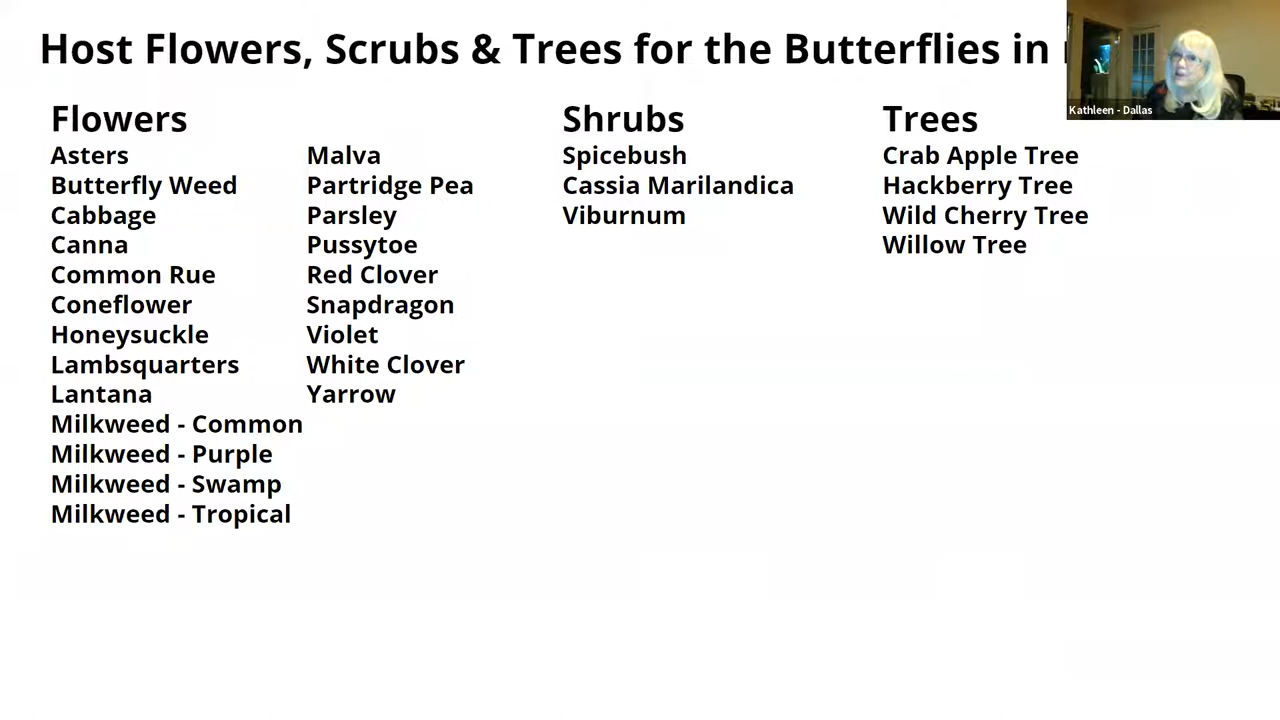 Host Flowers, Scrubs & Trees for the Butterflies in
Kathleen - Dallas
Flowers
Asters
Butterfly Weed
Cabbage
Canna
Common Rue
Coneflower
Honeysuckle
Lambsquarters
Lantana
Milkweed - Common
Milkweed - Purple
Milkweed - Swamp
Milkweed - Tropical
Malva
Partridge Pea
Parsley
Pussytoe
Red Clover
Snapdragon
Violet
White Clover
Yarrow
Shrubs
Spicebush
Cassia Marilandica
Viburnum
Trees
Crab Apple Tree
Hackberry Tree
Wild Cherry Tree
Willow Tree